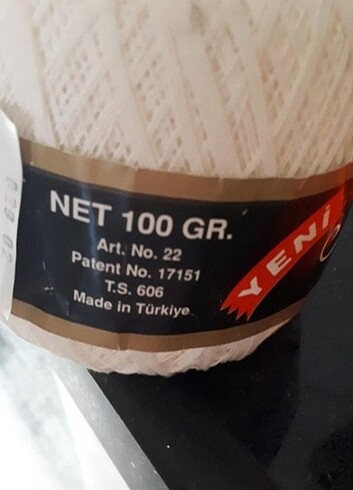 NET 100 GR.
Art. No. 22
Patent No. 17151
T.S. 606
Made in Türkiye
YENİ